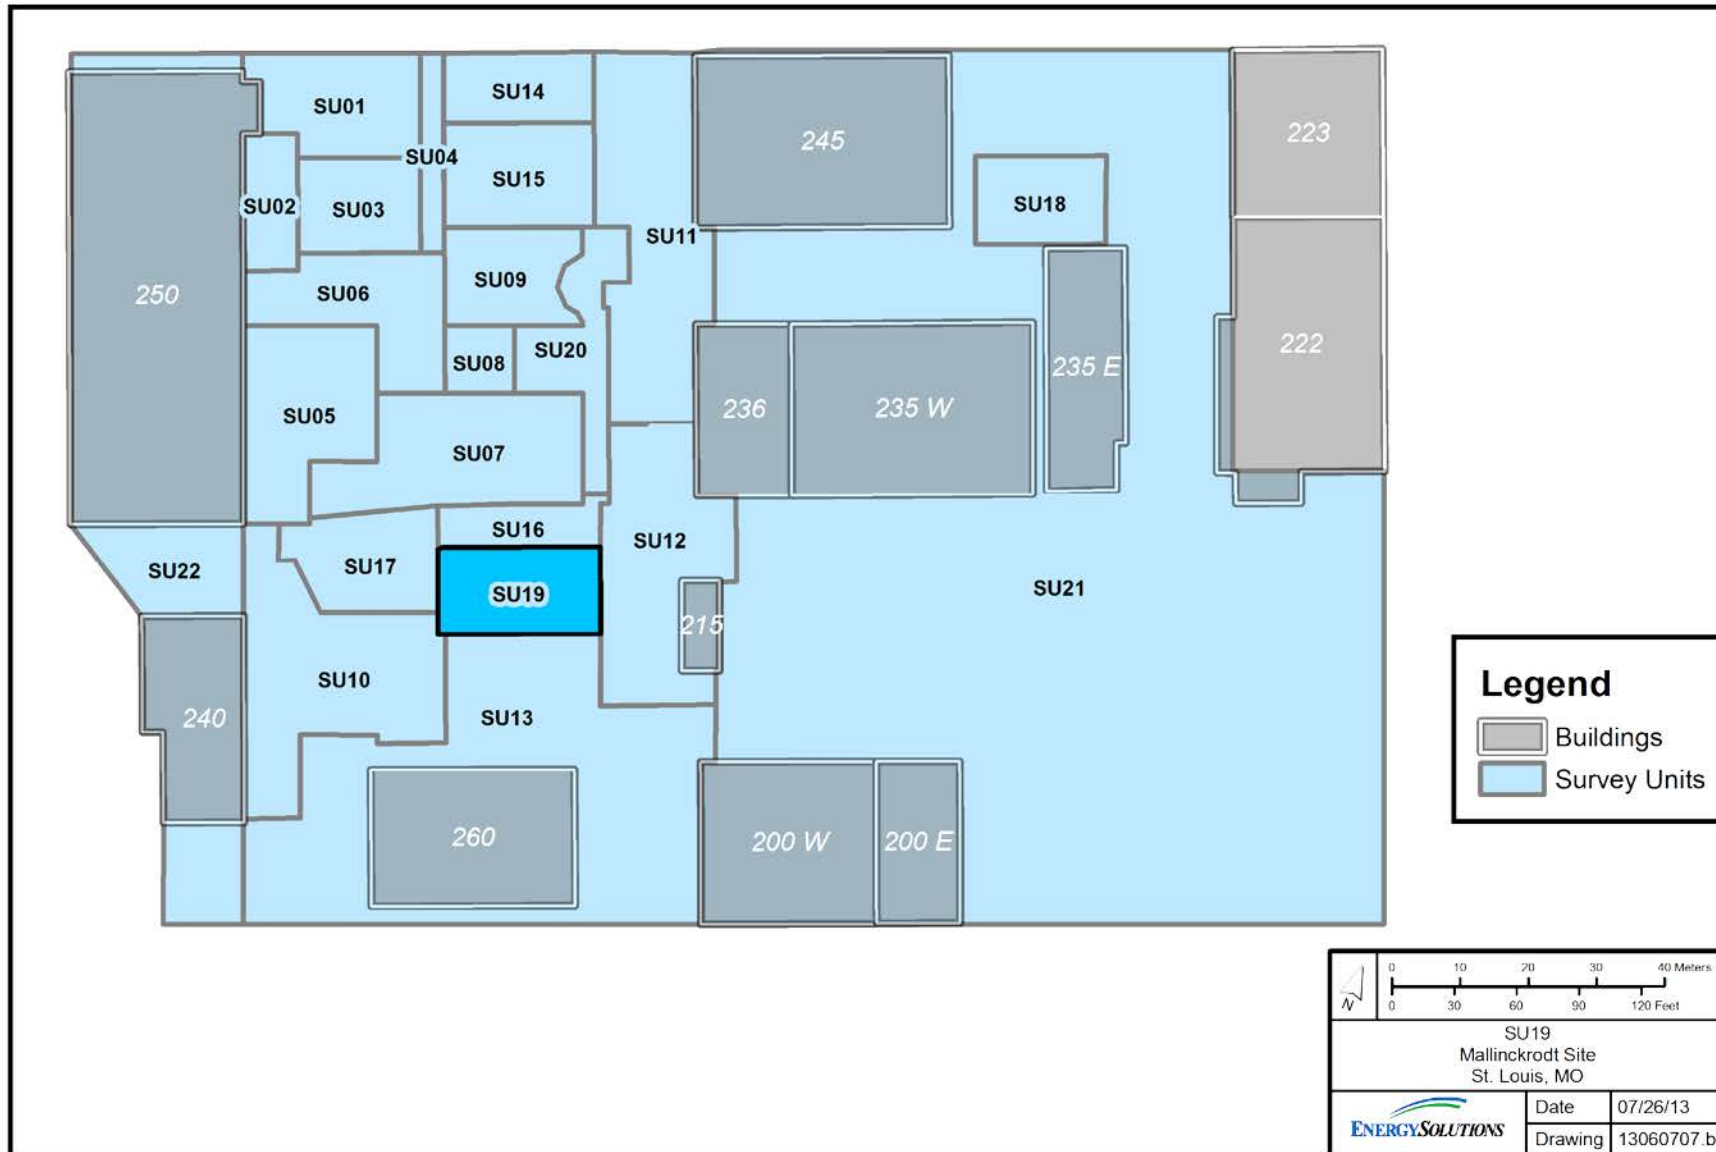 SU01
SU14
245
223
SU04
SU15
SU02
SU03
SU18
SU11
SU09
250
SU06
222
SU20
SU08
235 E
236
235 W
SU05
SU07
SU16
SU12
SU17
SU22
SU21
SU19
215
SU10
SU13
240
260
200 W
200 E
Legend
Buildings
Survey Units
N
0 10 20 30 40 Meters
0 30 60 90 120 Feet
SU19
Mallinckrodt Site
St. Louis, MO
ENERGYSOLUTIONS
Date 07/26/13
Drawing 13060707.b